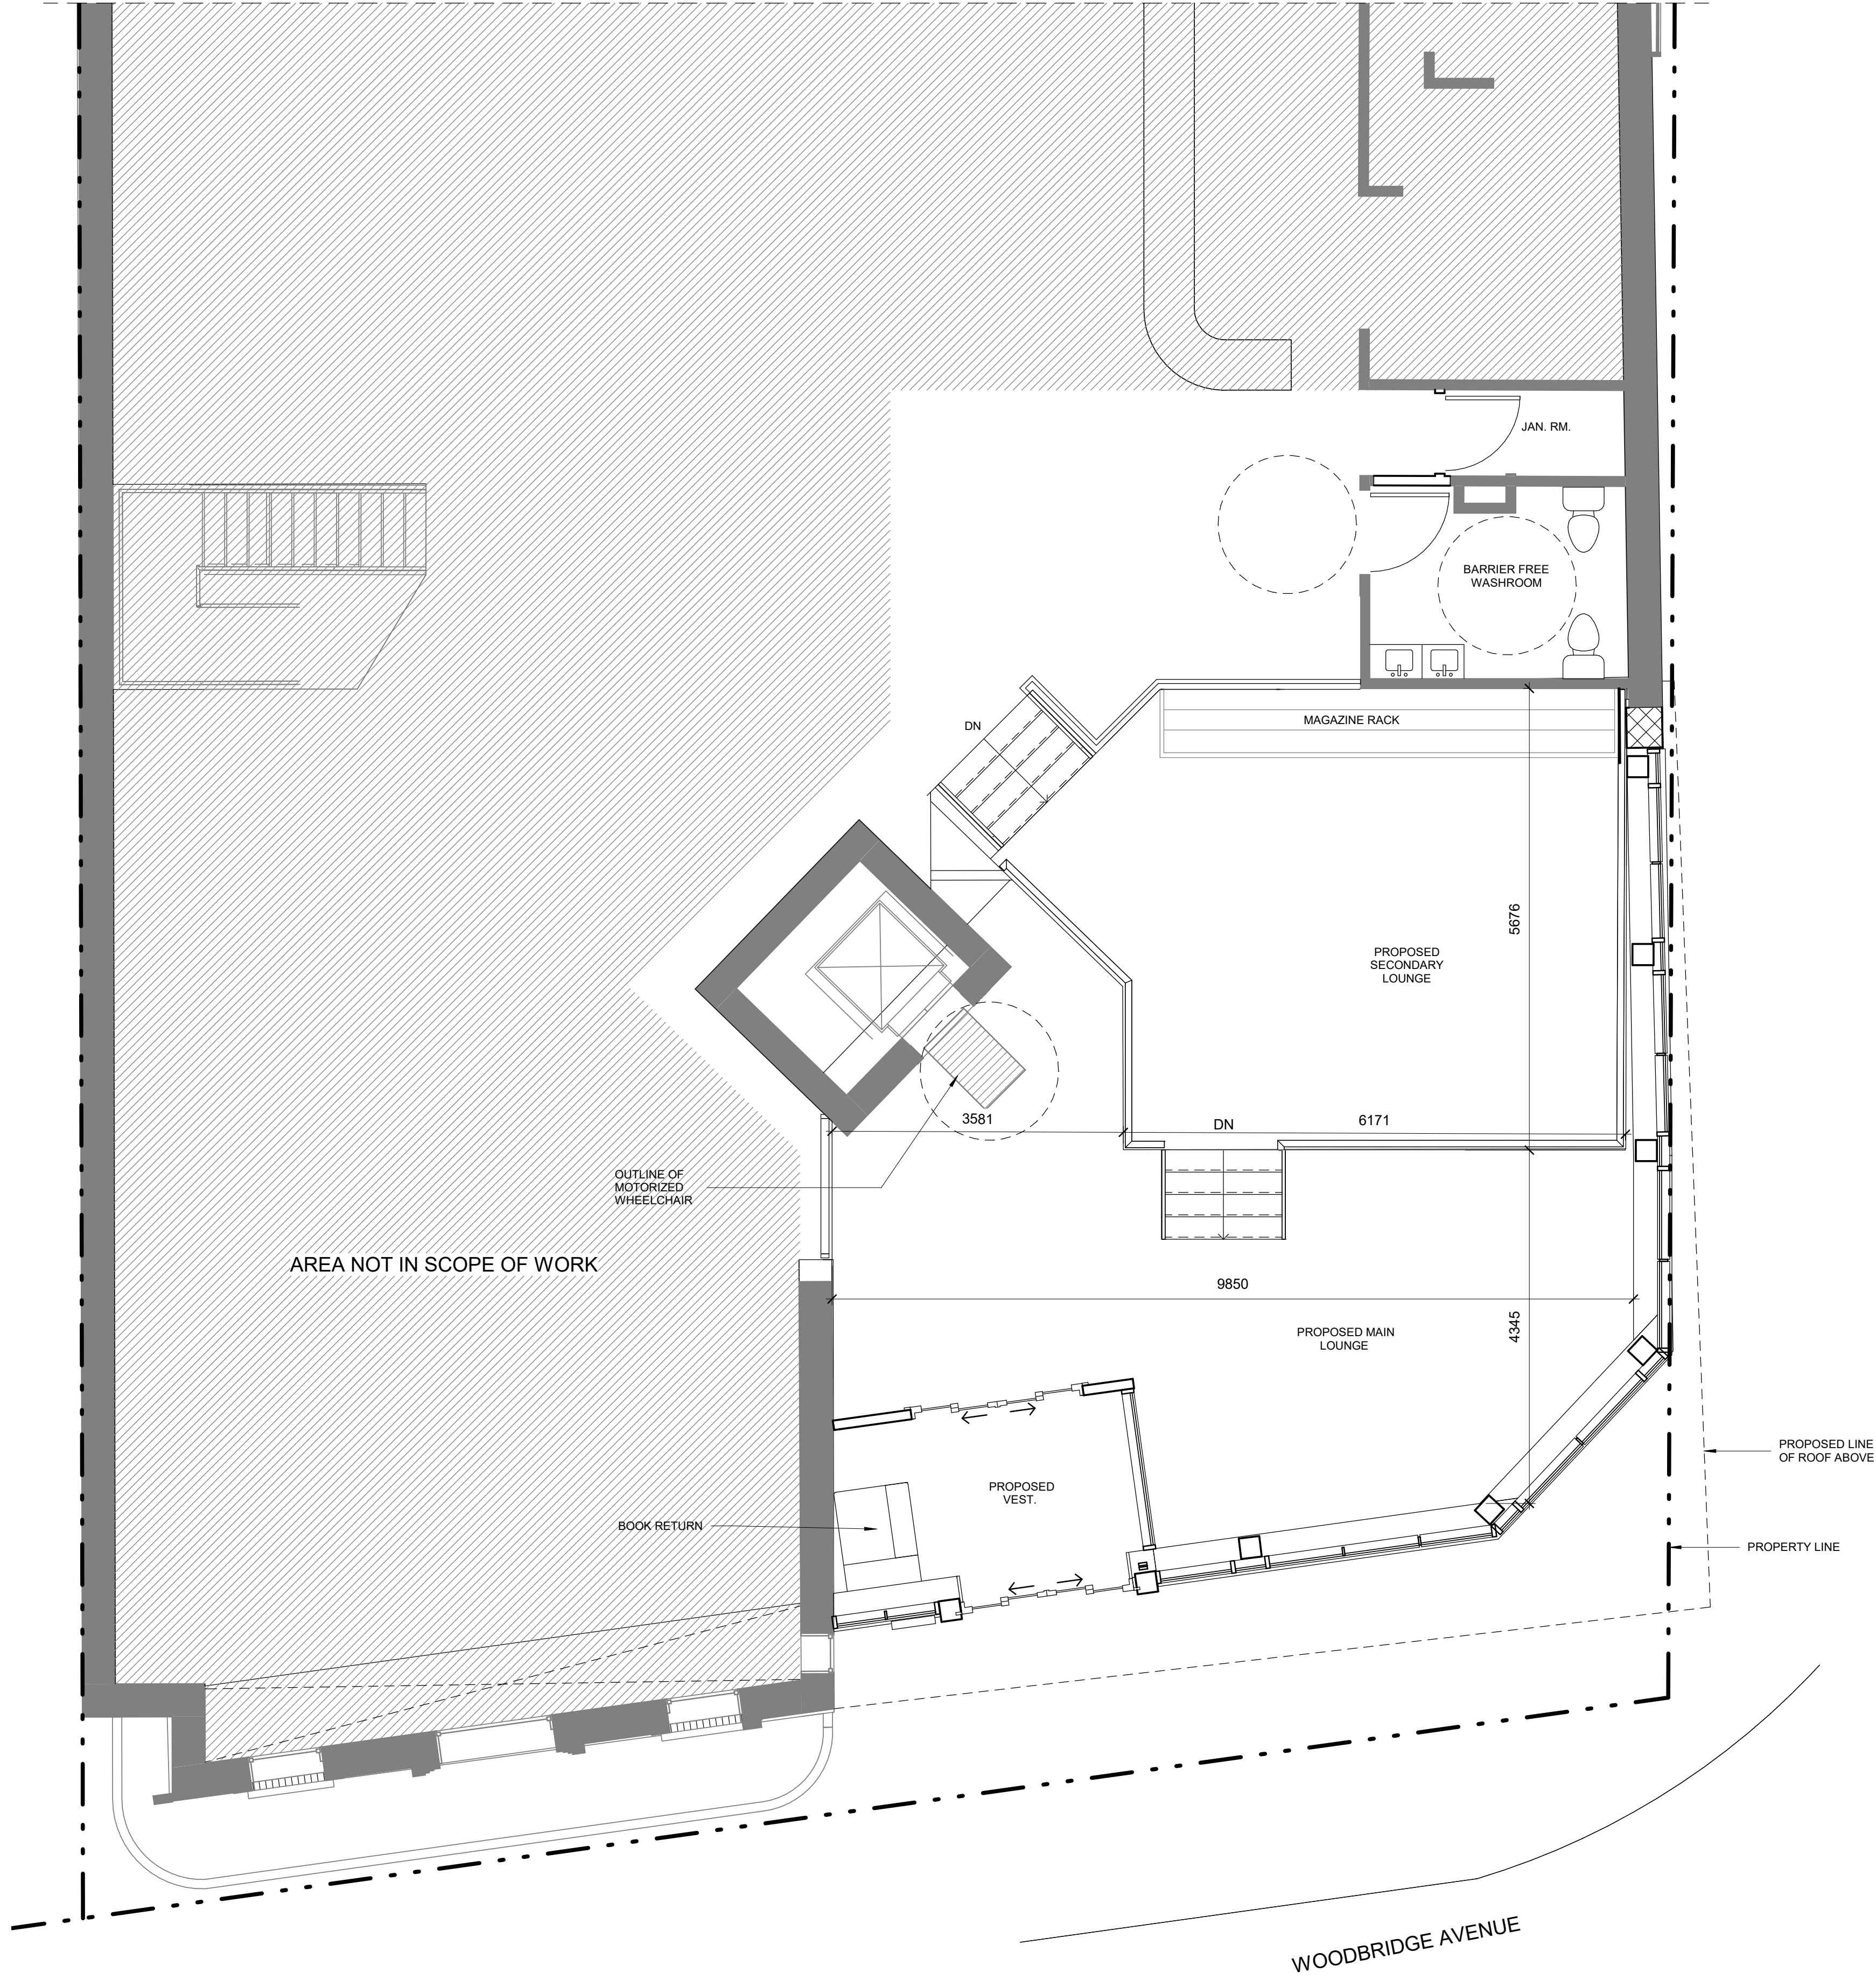 JAN. RM.
BARRIER FREE
WASHROOM
DN
MAGAZINE RACK
5676
PROPOSED
SECONDARY
LOUNGE
3581
DN
6171
OUTLINE OF
MOTORIZED
WHEELCHAIR
AREA NOT IN SCOPE OF WORK
9850
4345
PROPOSED MAIN
LOUNGE
PROPOSED LINE
OF ROOF ABOVE
PROPOSED
VEST.
BOOK RETURN
PROPERTY LINE
WOODBRIDGE AVENUE